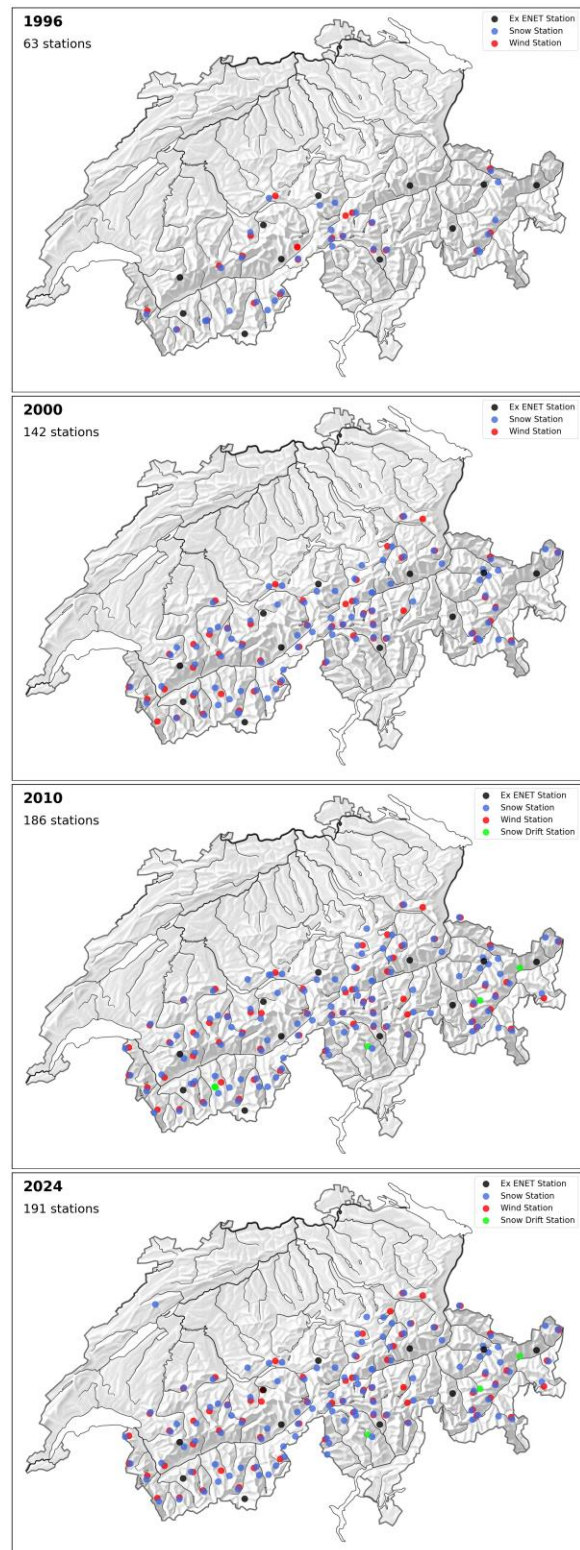 1996
63 stations
Ex ENET Station
Snow Station
Wind Station
2000
142 stations
Ex ENET Station
Snow Station
Wind Station
2010
186 stations
Ex ENET Station
Snow Station
Wind Station
Snow Drift Station
2024
191 stations
Ex ENET Station
Snow Station
Wind Station
Snow Drift Station